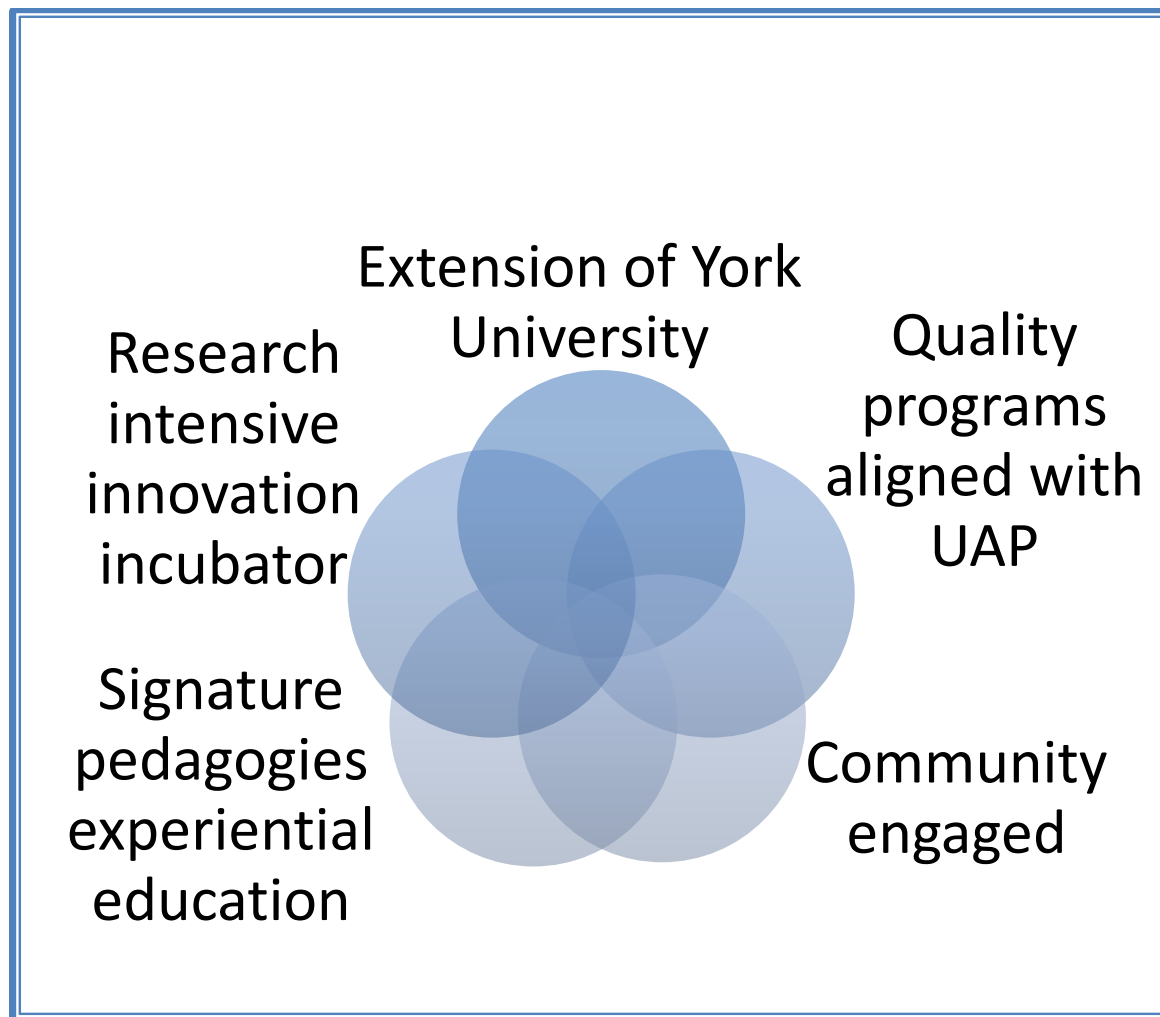 Extension of York
University
Quality
programs
aligned with
UAP
Community
engaged
Signature
pedagogies
experiential
education
Research
intensive
innovation
incubator